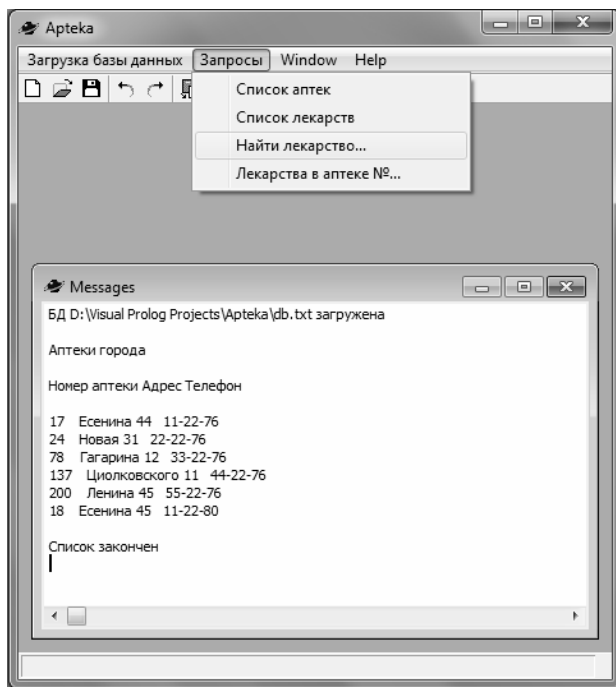 Apteka
Загрузка базы данных Запросы Window Help
Список аптек
Список лекарств
Найти лекарство...
Лекарства в аптеке №...
Messages
БД D:\Visual Prolog Projects\Apteka\db.txt загружена
Аптеки города
Номер аптеки Адрес Телефон
17 Есенина 44 11-22-76
24 Новая 31 22-22-76
78 Гагарина 12 33-22-76
137 Циолковского 11 44-22-76
200 Ленина 45 55-22-76
18 Есенина 45 11-22-80
Список закончен